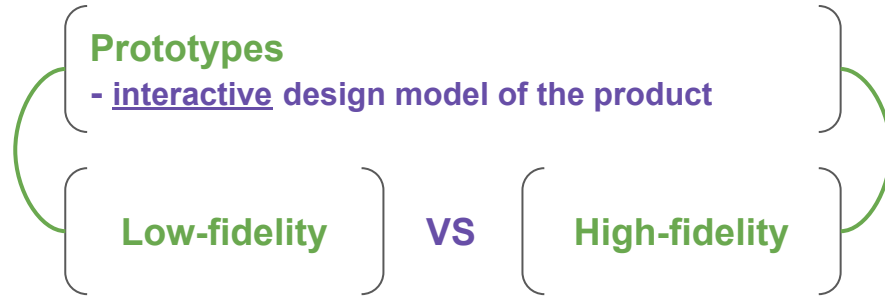 Prototypes
- interactive design model of the product
Low-fidelity VS High-fidelity